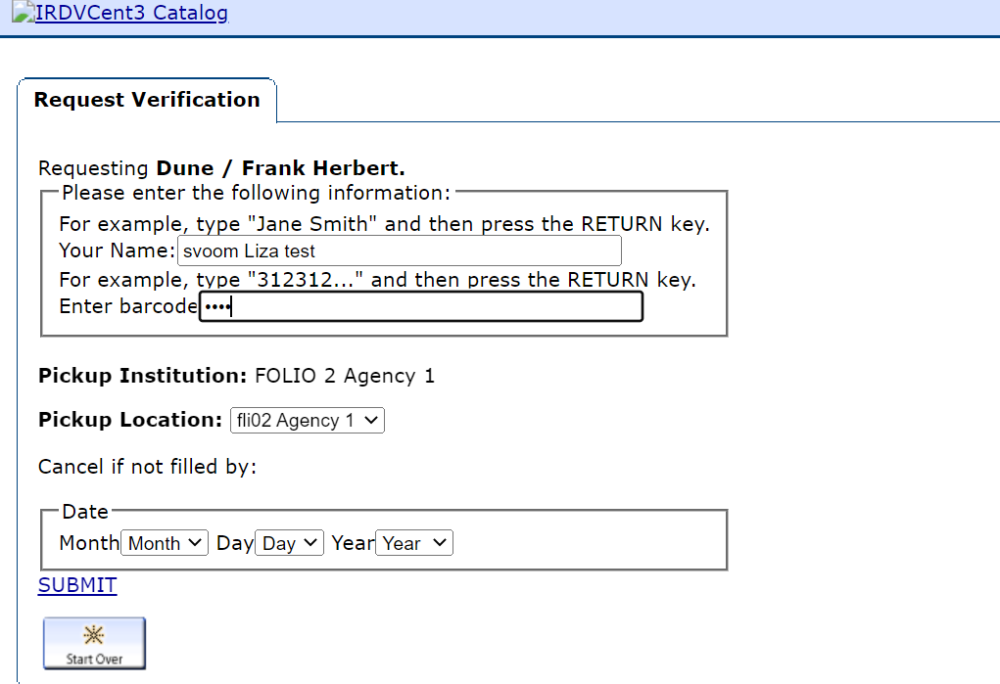 IRDVCent3 Catalog
Request Verification
Requesting Dune / Frank Herbert.
Please enter the following information:
For example, type "Jane Smith" and then press the RETURN key.
Your Name: svoom Liza test
For example, type "312312..." and then press the RETURN key.
Enter barcode ••••
Pickup Institution: FOLIO 2 Agency 1
Pickup Location: fli02 Agency 1
Cancel if not filled by:
Date
Month Month Day Day Year Year
SUBMIT
Start Over